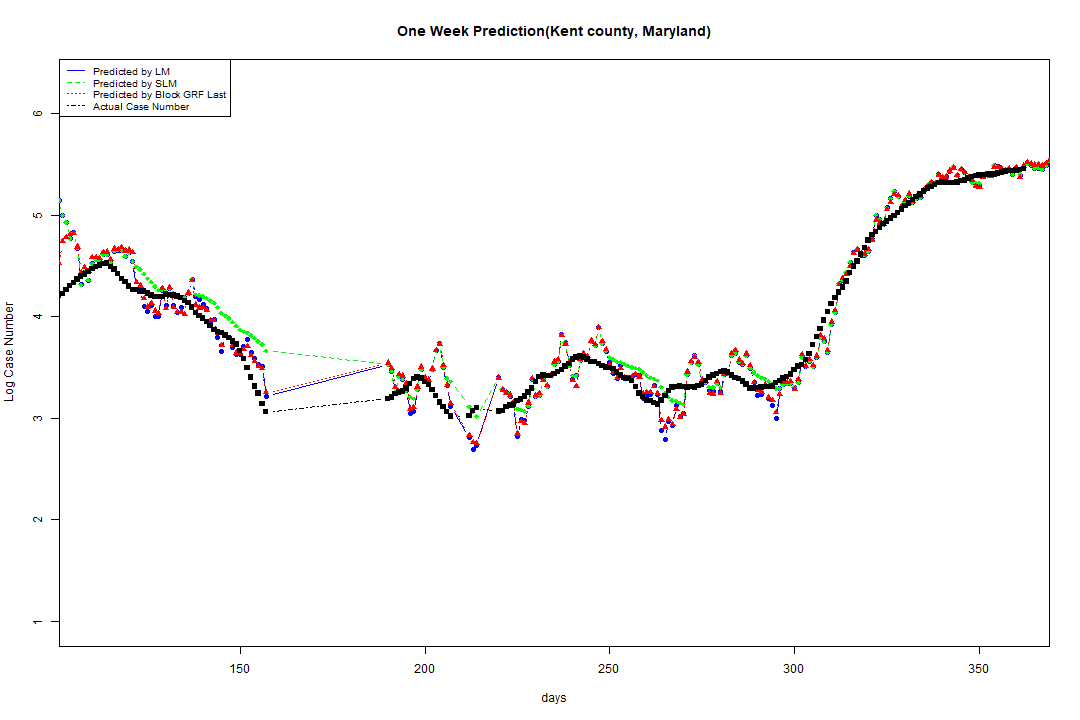 One Week Prediction(Kent county, Maryland)
Predicted by LM
Predicted by SLM
Predicted by Block GRF Last
Actual Case Number
6
5
4
3
2
1
Log Case Number
150 200 250 300 350
days